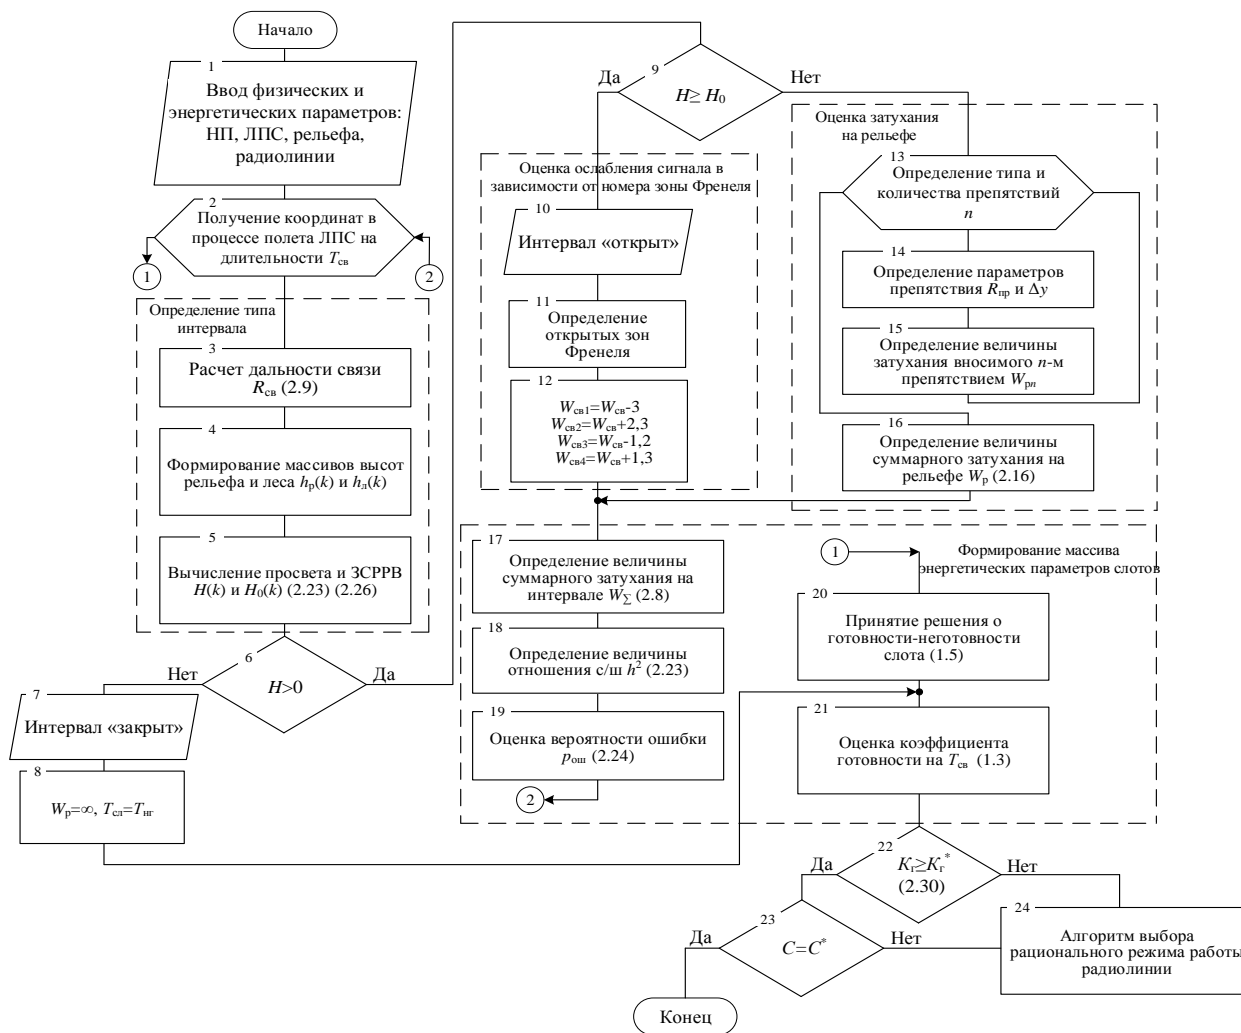 Начало
1
Ввод физических и
энергетических параметров:
НП, ЛПС, рельефа,
радиолинии
2
Получение координат в
процессе полета ЛПС на
длительности Tсв
1
2
Определение типа
интервала
3
Расчет дальности связи
Rсв (2.9)
4
Формирование массивов высот
рельефа и леса hр(k) и hл(k)
5
Вычисление просвета и ЗСРРВ
H(k) и H0(k) (2.23) (2.26)
6
Нет
Да
H>0
7
Интервал «закрыт»
8
Wр=∞, Tсл=Tнг
9
Да
Нет
H≥ H0
Оценка ослабления сигнала в
зависимости от номера зоны Френеля
10
Интервал «открыт»
11
Определение
открытых зон
Френеля
12
Wсв1=Wсв-3
Wсв2=Wсв+2,3
Wсв3=Wсв-1,2
Wсв4=Wсв+1,3
Оценка затухания
на рельефе
13
Определение типа и
количества препятствий
n
14
Определение параметров
препятствия Rпр и Δy
15
Определение величины
затухания вносимого n-м
препятствием Wрn
16
Определение величины
суммарного затухания на
рельефе Wр (2.16)
17
Определение величины
суммарного затухания на
интервале W∑ (2.8)
18
Определение величины
отношения с/ш h² (2.23)
19
Оценка вероятности ошибки
pош (2.24)
2
1
Формирование массива
энергетических параметров слотов
20
Принятие решения о
готовности-неготовности
слота (1.5)
21
Оценка коэффициента
готовности на Tсв (1.3)
22
Да
Нет
Kг≥Kг*
(2.30)
23
Да
Нет
C=C*
24
Алгоритм выбора
рационального режима работы
радиолинии
Конец